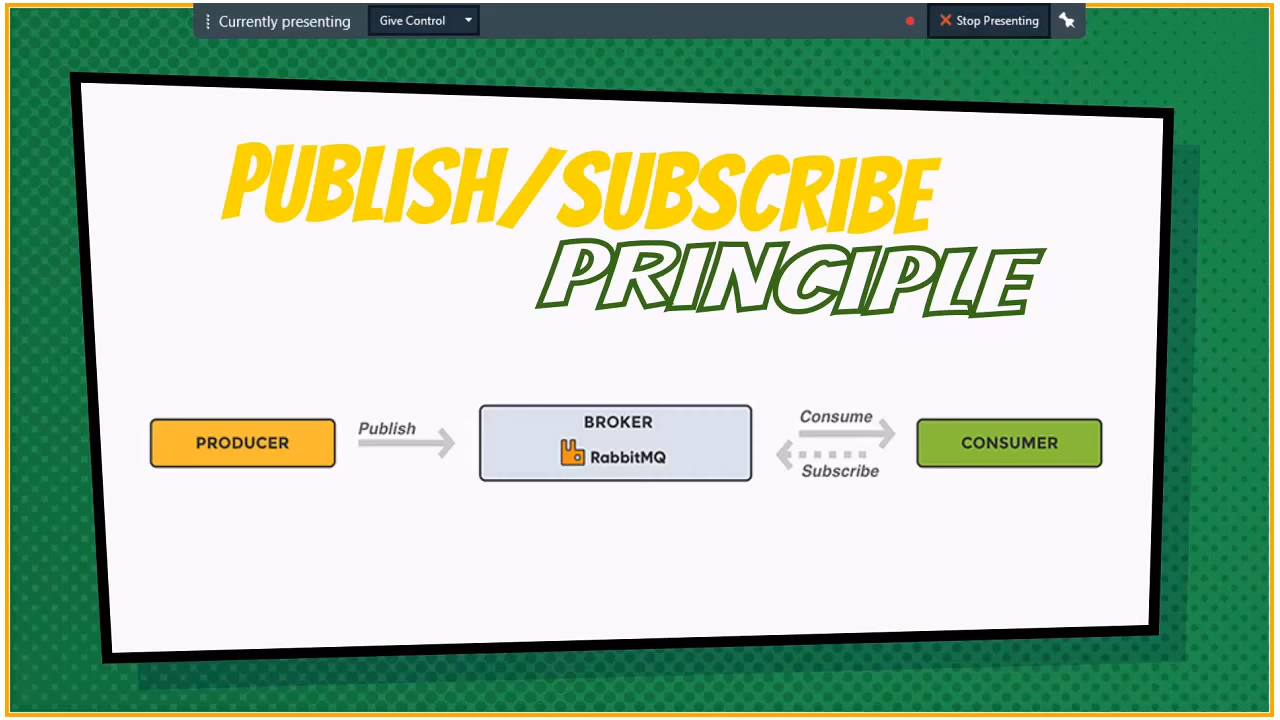 Currently presenting
Give Control
Stop Presenting
PUBLISH/SUBSCRIBE
PRINCIPLE
PRODUCER
Publish
BROKER
RabbitMQ
Consume
Subscribe
CONSUMER